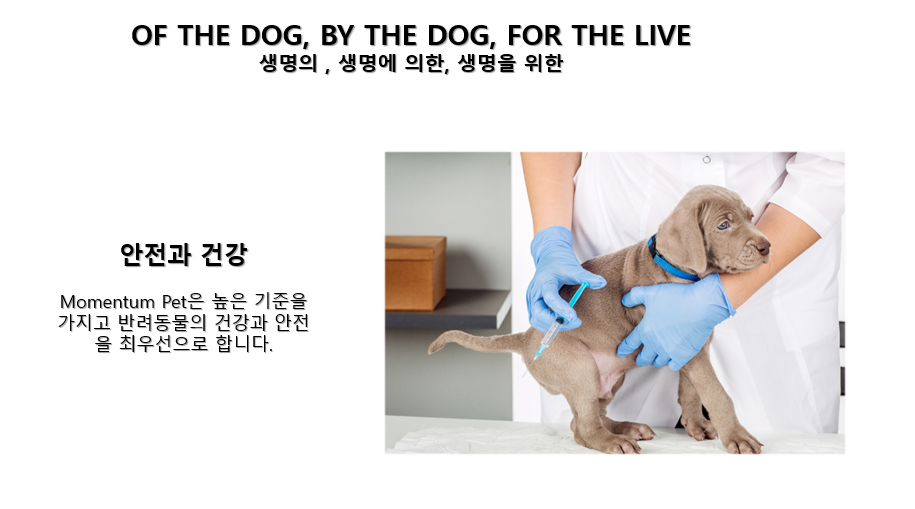 OF THE DOG, BY THE DOG, FOR THE LIVE
생명의 , 생명에 의한, 생명을 위한
안전과 건강
Momentum Pet은 높은 기준을
가지고 반려동물의 건강과 안전
을 최우선으로 합니다.